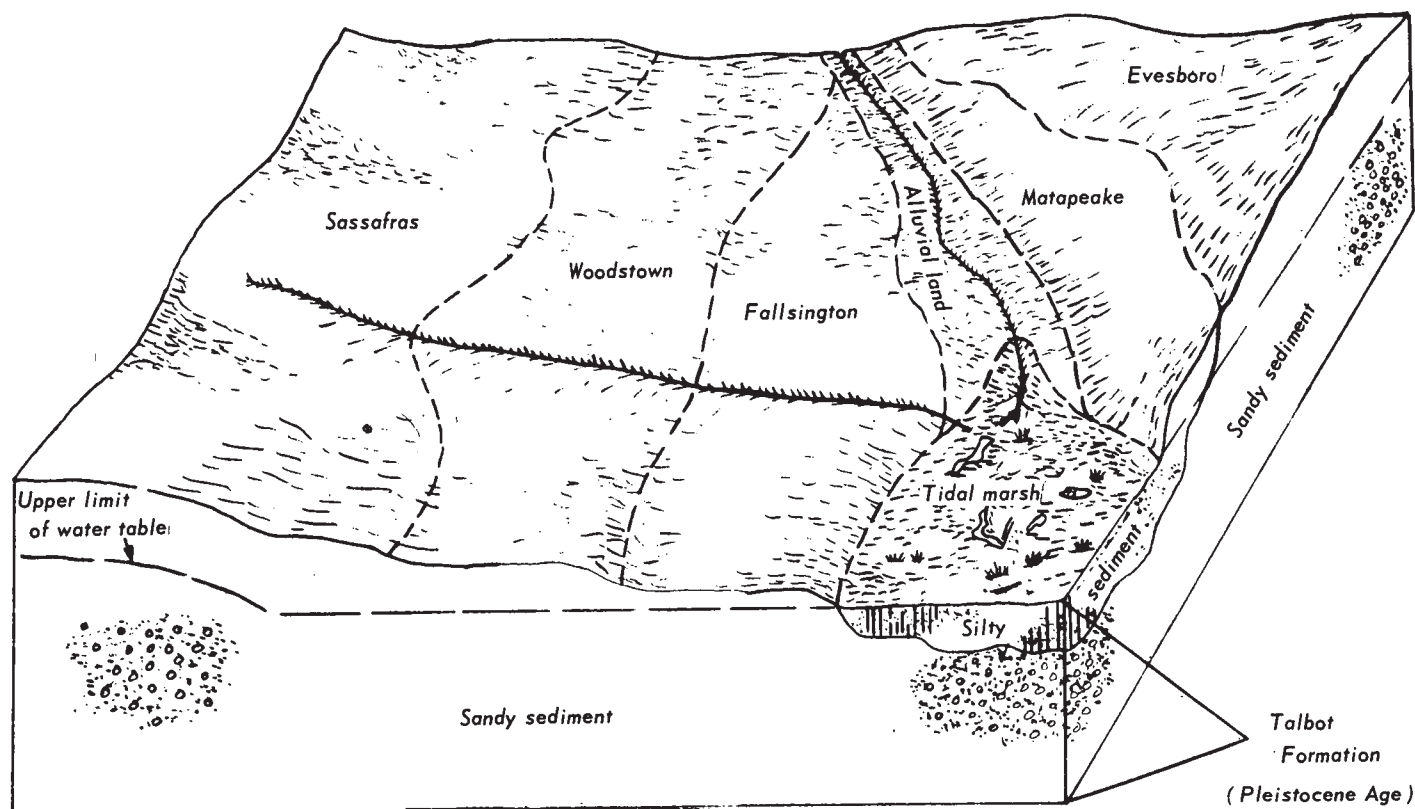 Evesboro
Matapeake
Sassafras
Alluvial land
Woodstown
Fallsington
Sandy sediment
Tidal marsh
Upper limit
of water table
sediment
Silty
Sandy sediment
Talbot
Formation
(Pleistocene Age)